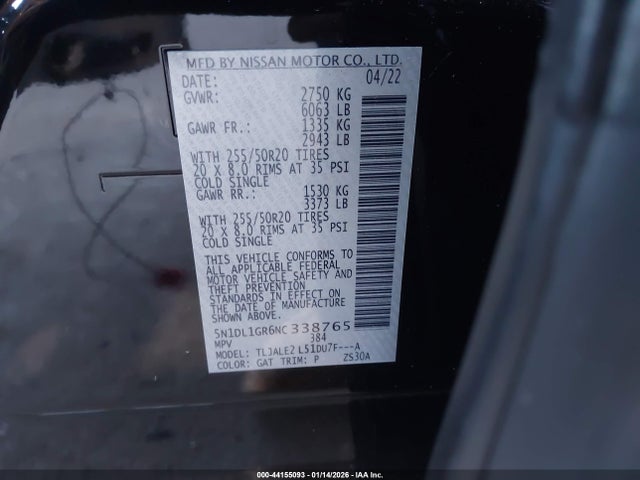 MFD BY NISSAN MOTOR CO., LTD.
DATE: 04/22
GVWR: 2750 KG
6063 LB
GAWR FR.: 1335 KG
2943 LB
WITH 255/50R20 TIRES
20 X 8.0 RIMS AT 35 PSI
COLD SINGLE
GAWR RR.: 1530 KG
3373 LB
WITH 255/50R20 TIRES
20 X 8.0 RIMS AT 35 PSI
COLD SINGLE
THIS VEHICLE CONFORMS TO
ALL APPLICABLE FEDERAL
MOTOR VEHICLE SAFETY AND
THEFT PREVENTION
STANDARDS IN EFFECT ON
THE DATE OF MANUFACTURE
SHOWN ABOVE.
5N1DL1GR6NC338765
MPV 384
MODEL: TLJALE2 L51DU7F---A
COLOR: GAT TRIM: P ZS30A
000-44155093 - 01/14/2026 - © IAA Inc.